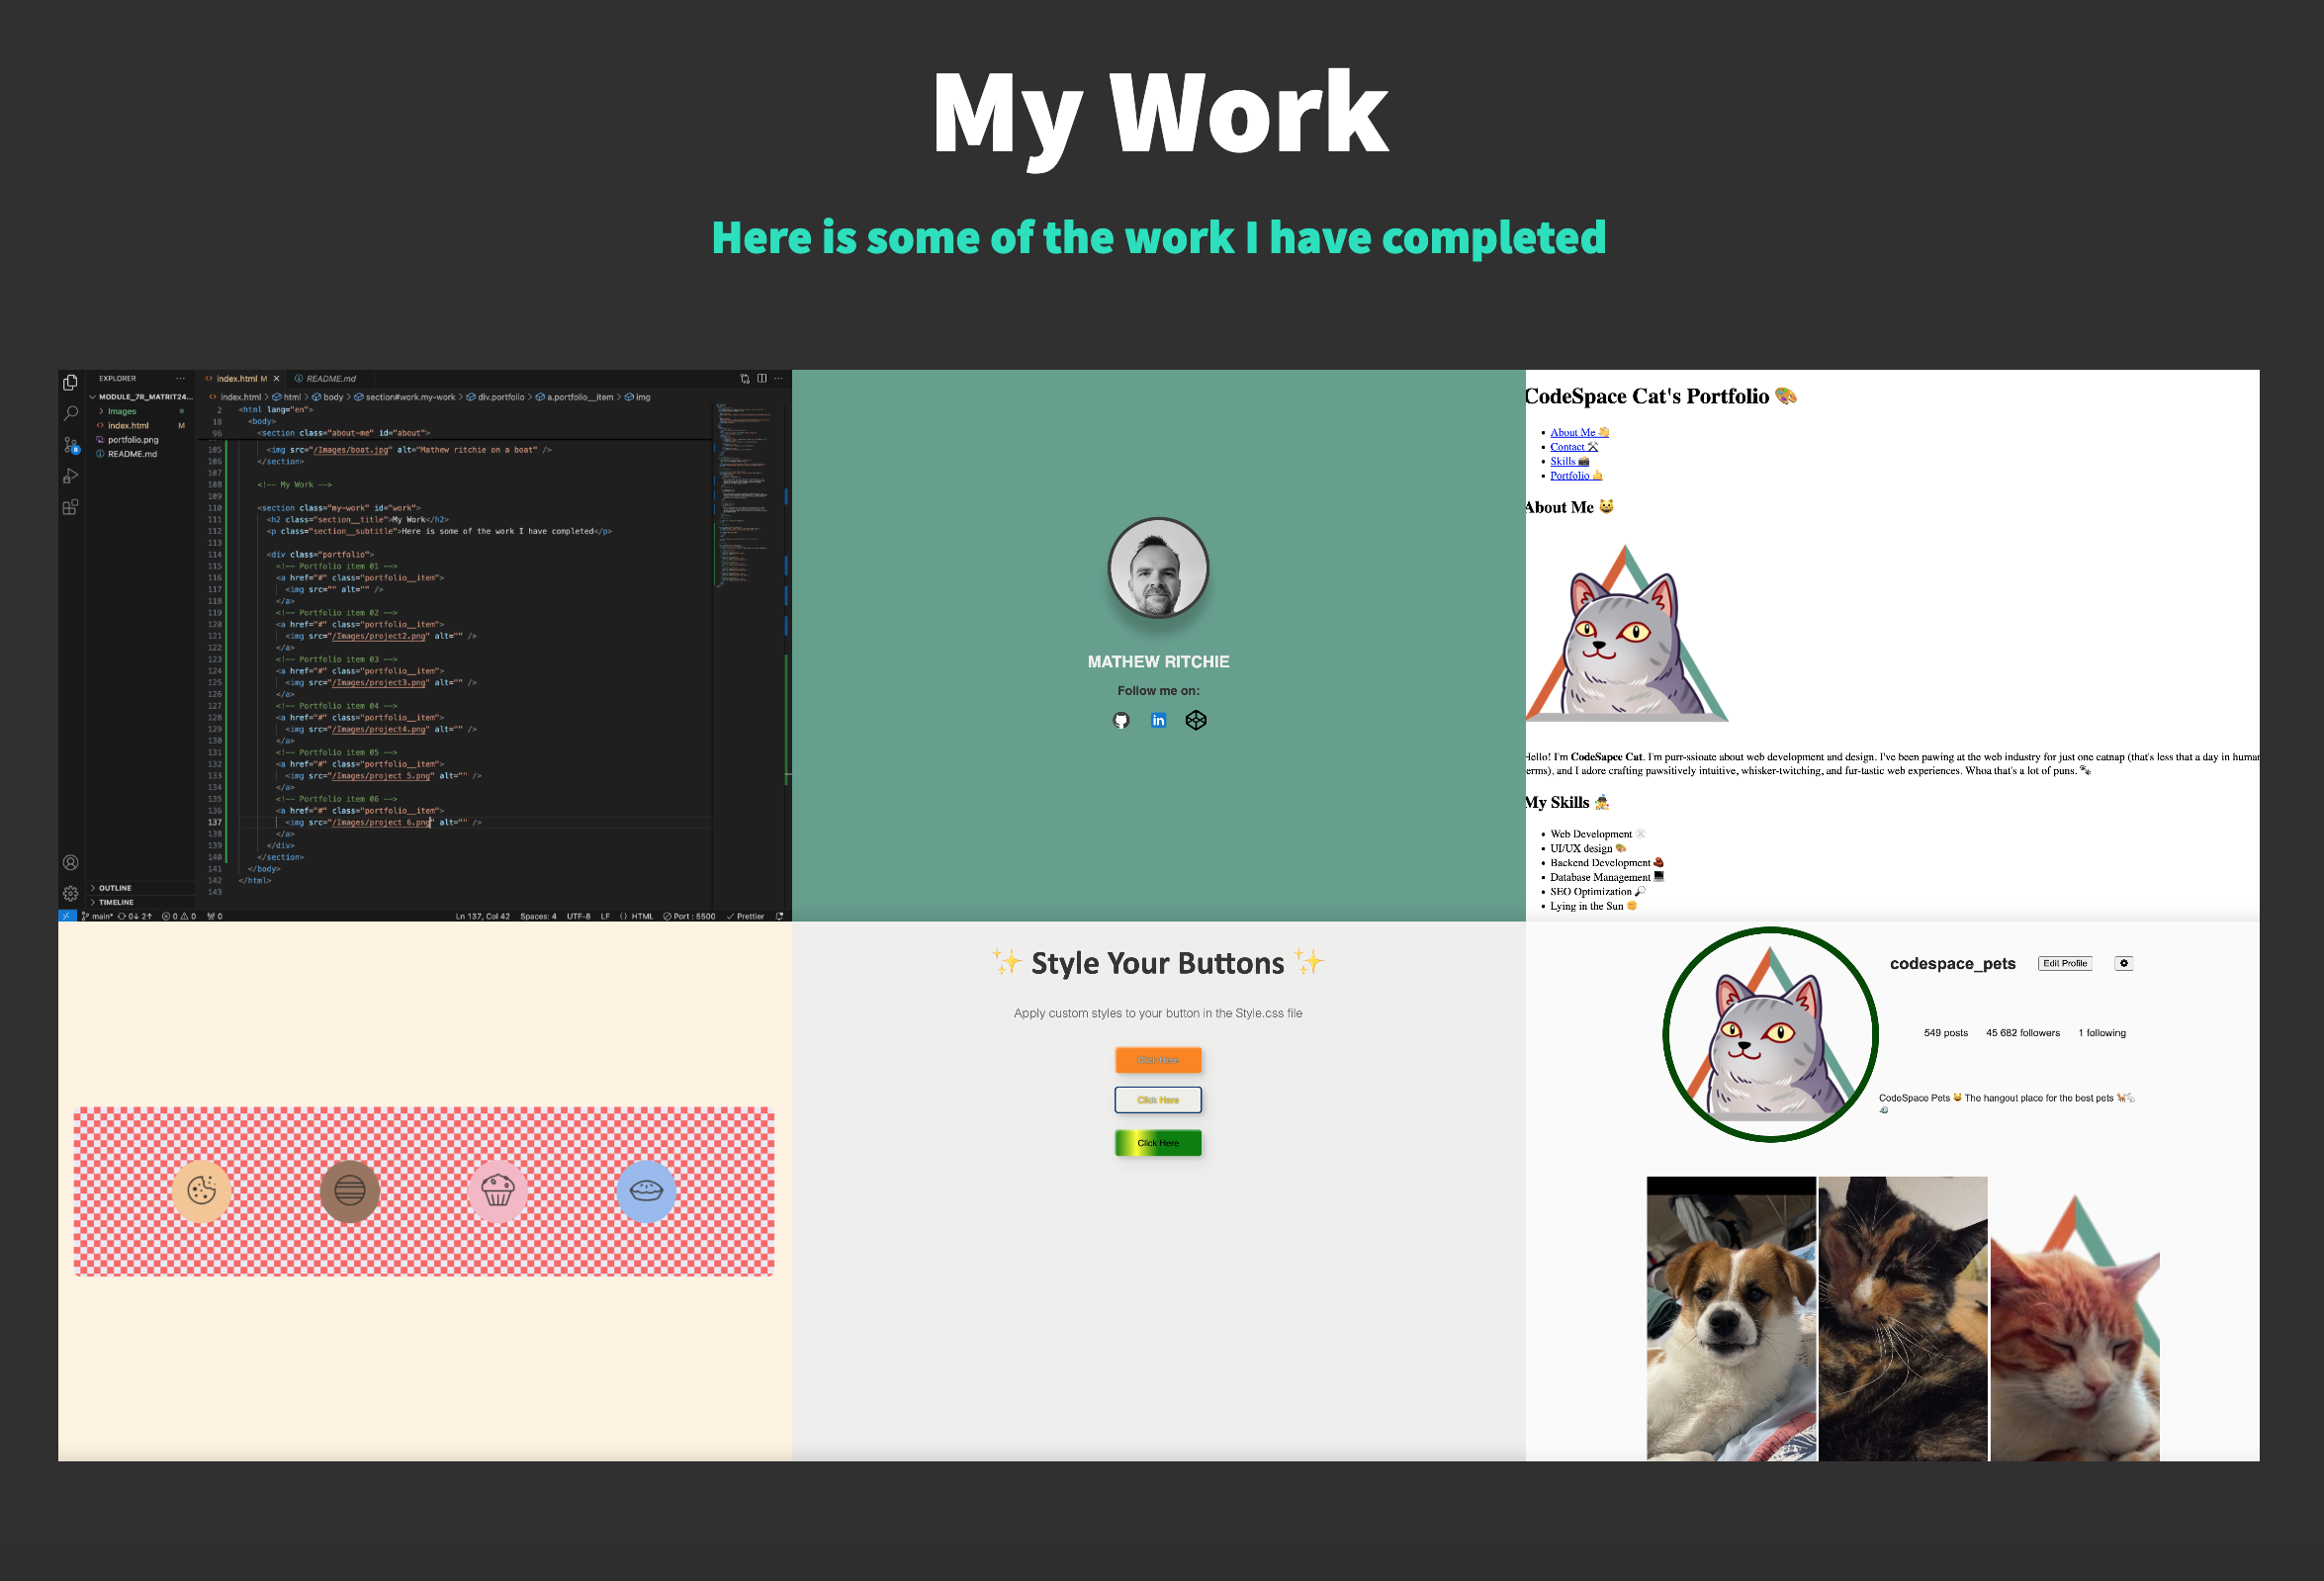 My Work
Here is some of the work I have completed
EXPLORER ···
MODULE_7R_MATRIT24...
Images
index.html M
portfolio.png
README.md
OUTLINE
TIMELINE
index.html M × README.md
index.html > html > body > section#work.my-work > div.portfolio > a.portfolio__item > img
2 <html lang="en">
18 <body>
96 <section class="about-me" id="about">
105 <img src="/Images/boat.jpg" alt="Mathew ritchie on a boat" />
106 </section>
107
108 <!-- My Work -->
109
110 <section class="my-work" id="work">
111 <h2 class="section__title">My Work</h2>
112 <p class="section__subtitle">Here is some of the work I have completed</p>
113
114 <div class="portfolio">
115 <!-- Portfolio item 01 -->
116 <a href="#" class="portfolio__item">
117 <img src="" alt="" />
118 </a>
119 <!-- Portfolio item 02 -->
120 <a href="#" class="portfolio__item">
121 <img src="/Images/project2.png" alt="" />
122 </a>
123 <!-- Portfolio item 03 -->
124 <a href="#" class="portfolio__item">
125 <img src="/Images/project3.png" alt="" />
126 </a>
127 <!-- Portfolio item 04 -->
128 <a href="#" class="portfolio__item">
129 <img src="/Images/project4.png" alt="" />
130 </a>
131 <!-- Portfolio item 05 -->
132 <a href="#" class="portfolio__item">
133 <img src="/Images/project 5.png" alt="" />
134 </a>
135 <!-- Portfolio item 06 -->
136 <a href="#" class="portfolio__item">
137 <img src="/Images/project 6.png" alt="" />
138 </a>
139 </div>
140 </section>
141 </body>
142 </html>
143
main* 0↓ 2↑ 0 0 0 Ln 137, Col 42 Spaces: 4 UTF-8 LF {} HTML Port : 5500 Prettier
MATHEW RITCHIE
Follow me on:
in
CodeSpace Cat's Portfolio 🎨
• About Me 👋
• Contact ⚒
• Skills 📸
• Portfolio 🤙
About Me 😺
Hello! I'm CodeSapce Cat. I'm purr-ssioate about web development and design. I've been pawing at the web industry for just one catnap (that's less that a day in human
erms), and I adore crafting pawsitively intuitive, whisker-twitching, and fur-tastic web experiences. Whoa that's a lot of puns. 🐾
My Skills
• Web Development 🕸
• UI/UX design 🎨
• Backend Development
• Database Management
• SEO Optimization 🔎
• Lying in the Sun
✨ Style Your Buttons ✨
Apply custom styles to your button in the Style.css file
Click Here
Click Here
Click Here
codespace_pets Edit Profile
549 posts 45 682 followers 1 following
CodeSpace Pets 😺 The hangout place for the best pets